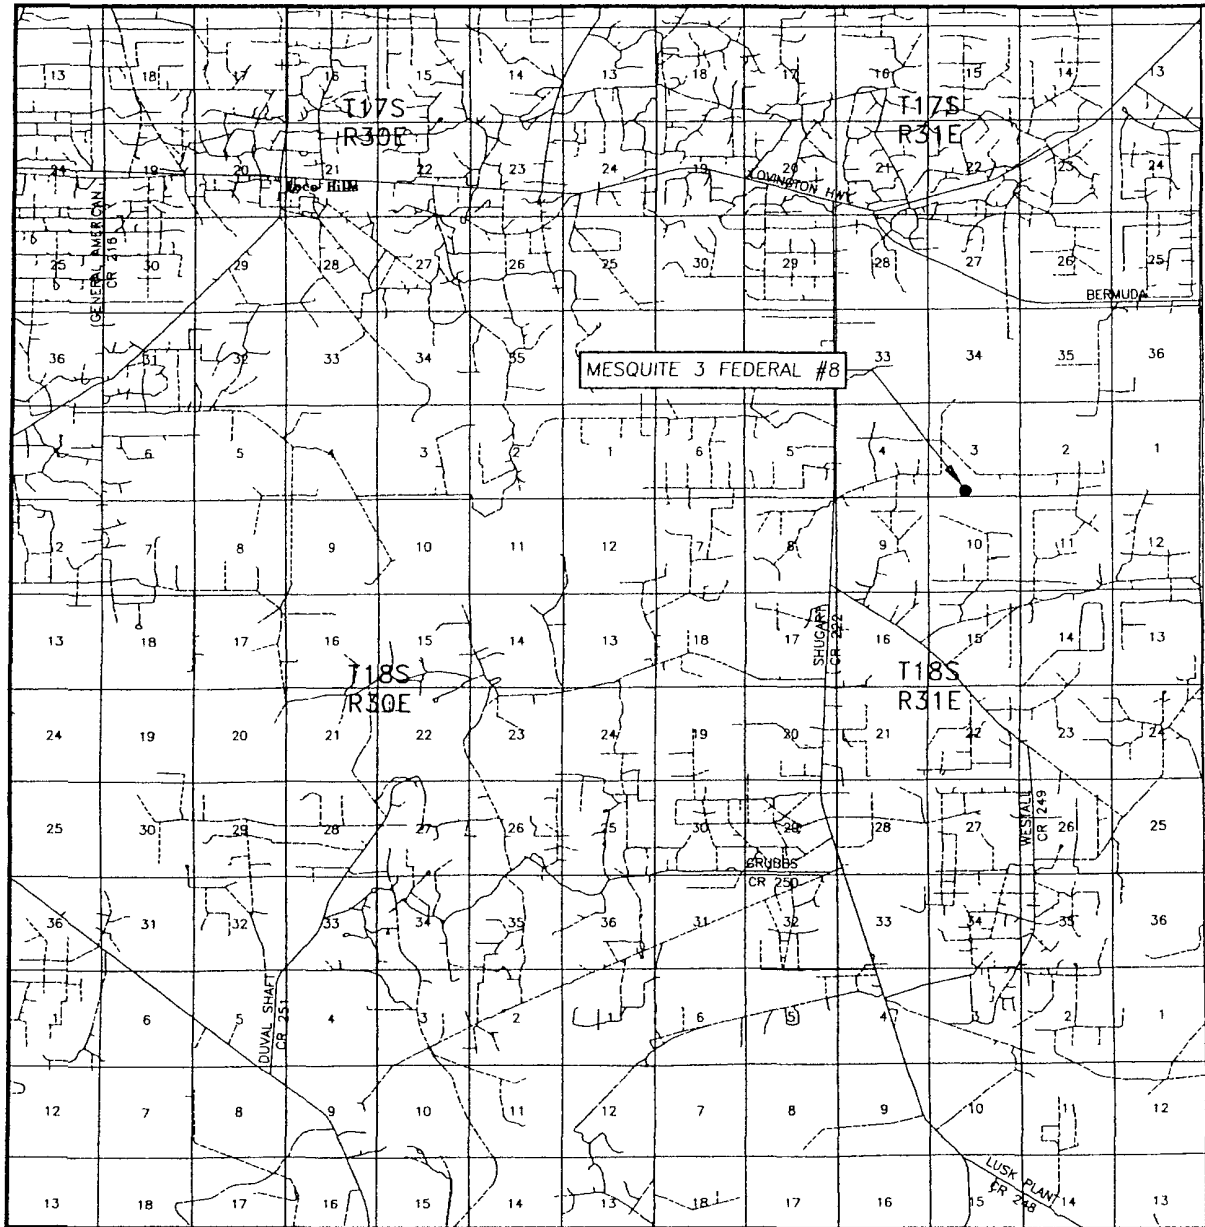 13 18 17 16 15 14 13 18 17 16 15 14 13
T17S
R30E
T17S
R31E
24 19 20 21 22 23 24 19 20 21 22 23 24
Loco Hills
LOVINGTON HWY
GENERAL AMERICAN
CR 218
25 30 29 28 27 26 25 30 29 28 27 26 25
BERMUDA
36 31 32 33 34 35 33 34 35 36
MESQUITE 3 FEDERAL #8
1 6 5 4 3 2 1 6 5 4 3 2 1
12 7 8 9 10 11 12 7 8 9 10 11 12
13 18 17 16 15 14 13 18 17 16 15 14 13
SHUGART
CR 222
T18S
R30E
T18S
R31E
24 19 20 21 22 23 24 19 20 21 22 23 24
25 30 29 28 27 26 25 30 29 28 27 26 25
WESTALL
CR 249
GRUBBS
CR 250
36 31 32 33 34 35 36 31 32 33 34 35 36
DUVAL SHAFT
CR 251
1 6 5 4 3 2 1 6 5 4 3 2 1
12 7 8 9 10 11 12 7 8 9 10 11 12
LUSK PLANT
CR 248
13 18 17 16 15 14 13 18 17 16 15 14 13